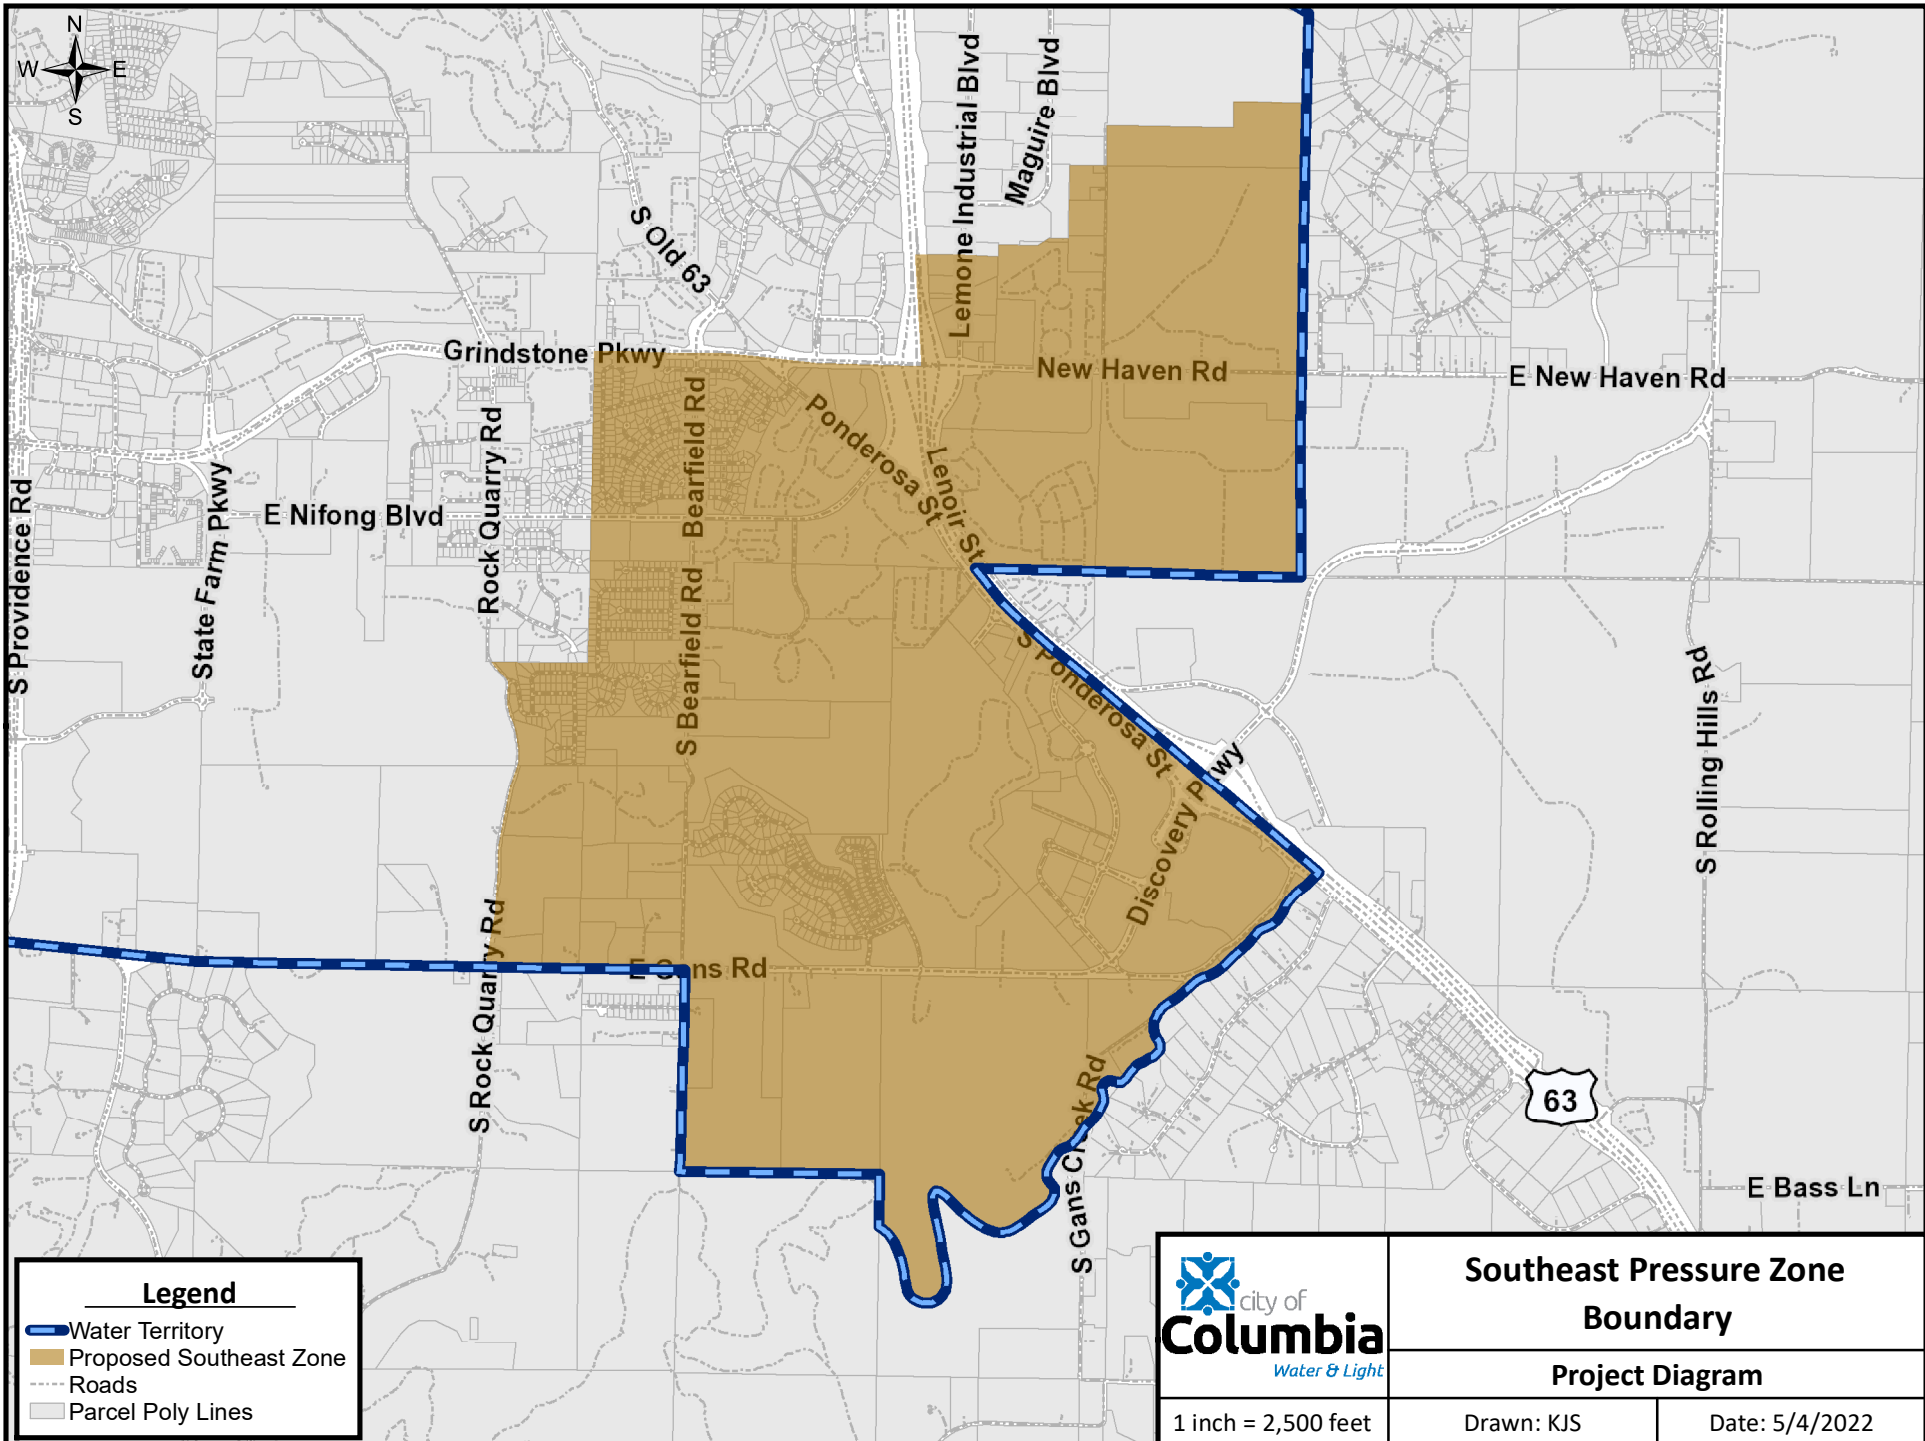 N
W E
S
Lemone Industrial Blvd
Maguire Blvd
S Old 63
Grindstone Pkwy
New Haven Rd
E New Haven Rd
Ponderosa St
Bearfield Rd
Rock Quarry Rd
Lenoir St
S Providence Rd
State Farm Pkwy
E Nifong Blvd
S Bearfield Rd
S Ponderosa St
S Rolling Hills Rd
Discovery Pkwy
S Rock Quarry Rd
E Gans Rd
S Gans Creek Rd
63
E Bass Ln
Legend
Water Territory
Proposed Southeast Zone
Roads
Parcel Poly Lines
city of
Columbia
Water & Light
Southeast Pressure Zone
Boundary
Project Diagram
1 inch = 2,500 feet
Drawn: KJS
Date: 5/4/2022